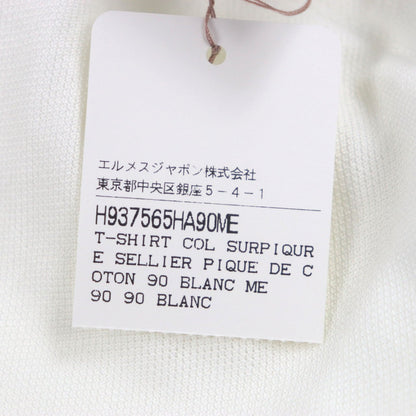 エルメスジャポン株式会社
東京都中央区銀座5-4-1
H937565HA90ME
T-SHIRT COL SURPIQUR
E SELLIER PIQUE DE C
OTON 90 BLANC ME
90 90 BLANC